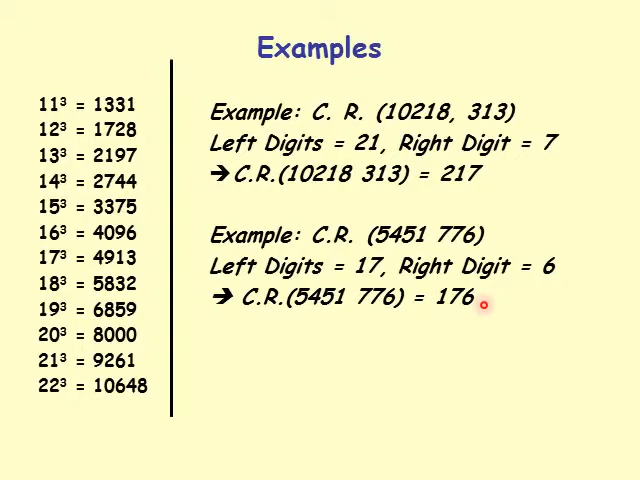 Examples
11³ = 1331
12³ = 1728
13³ = 2197
14³ = 2744
15³ = 3375
16³ = 4096
17³ = 4913
18³ = 5832
19³ = 6859
20³ = 8000
21³ = 9261
22³ = 10648
Example: C. R. (10218, 313)
Left Digits = 21, Right Digit = 7
➔ C.R.(10218 313) = 217
Example: C.R. (5451 776)
Left Digits = 17, Right Digit = 6
➔ C.R.(5451 776) = 176